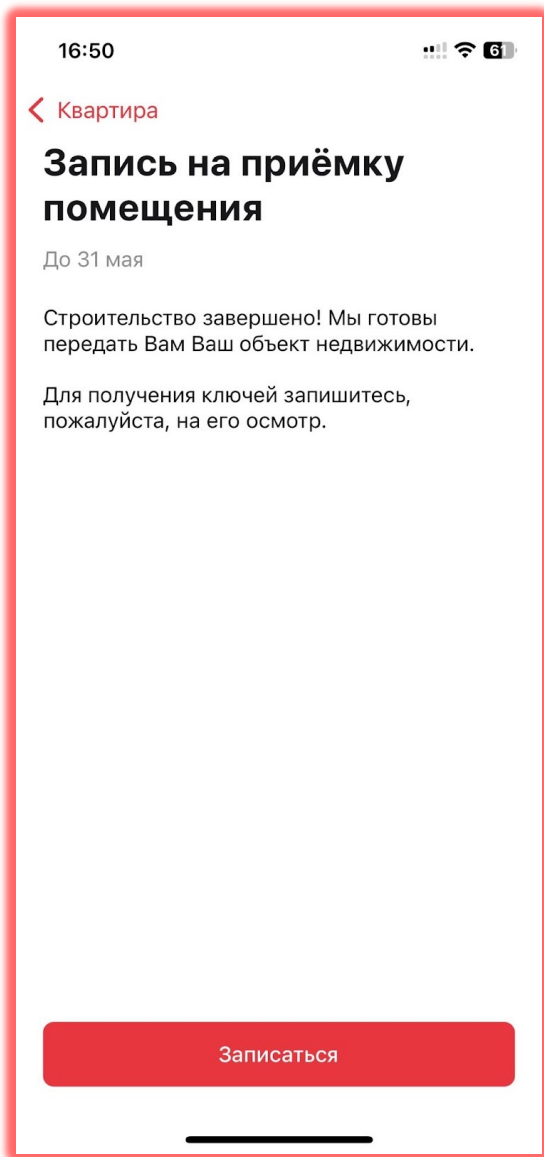 16:50
61
Квартира
Запись на приёмку
помещения
До 31 мая
Строительство завершено! Мы готовы
передать Вам Ваш объект недвижимости.
Для получения ключей запишитесь,
пожалуйста, на его осмотр.
Записаться